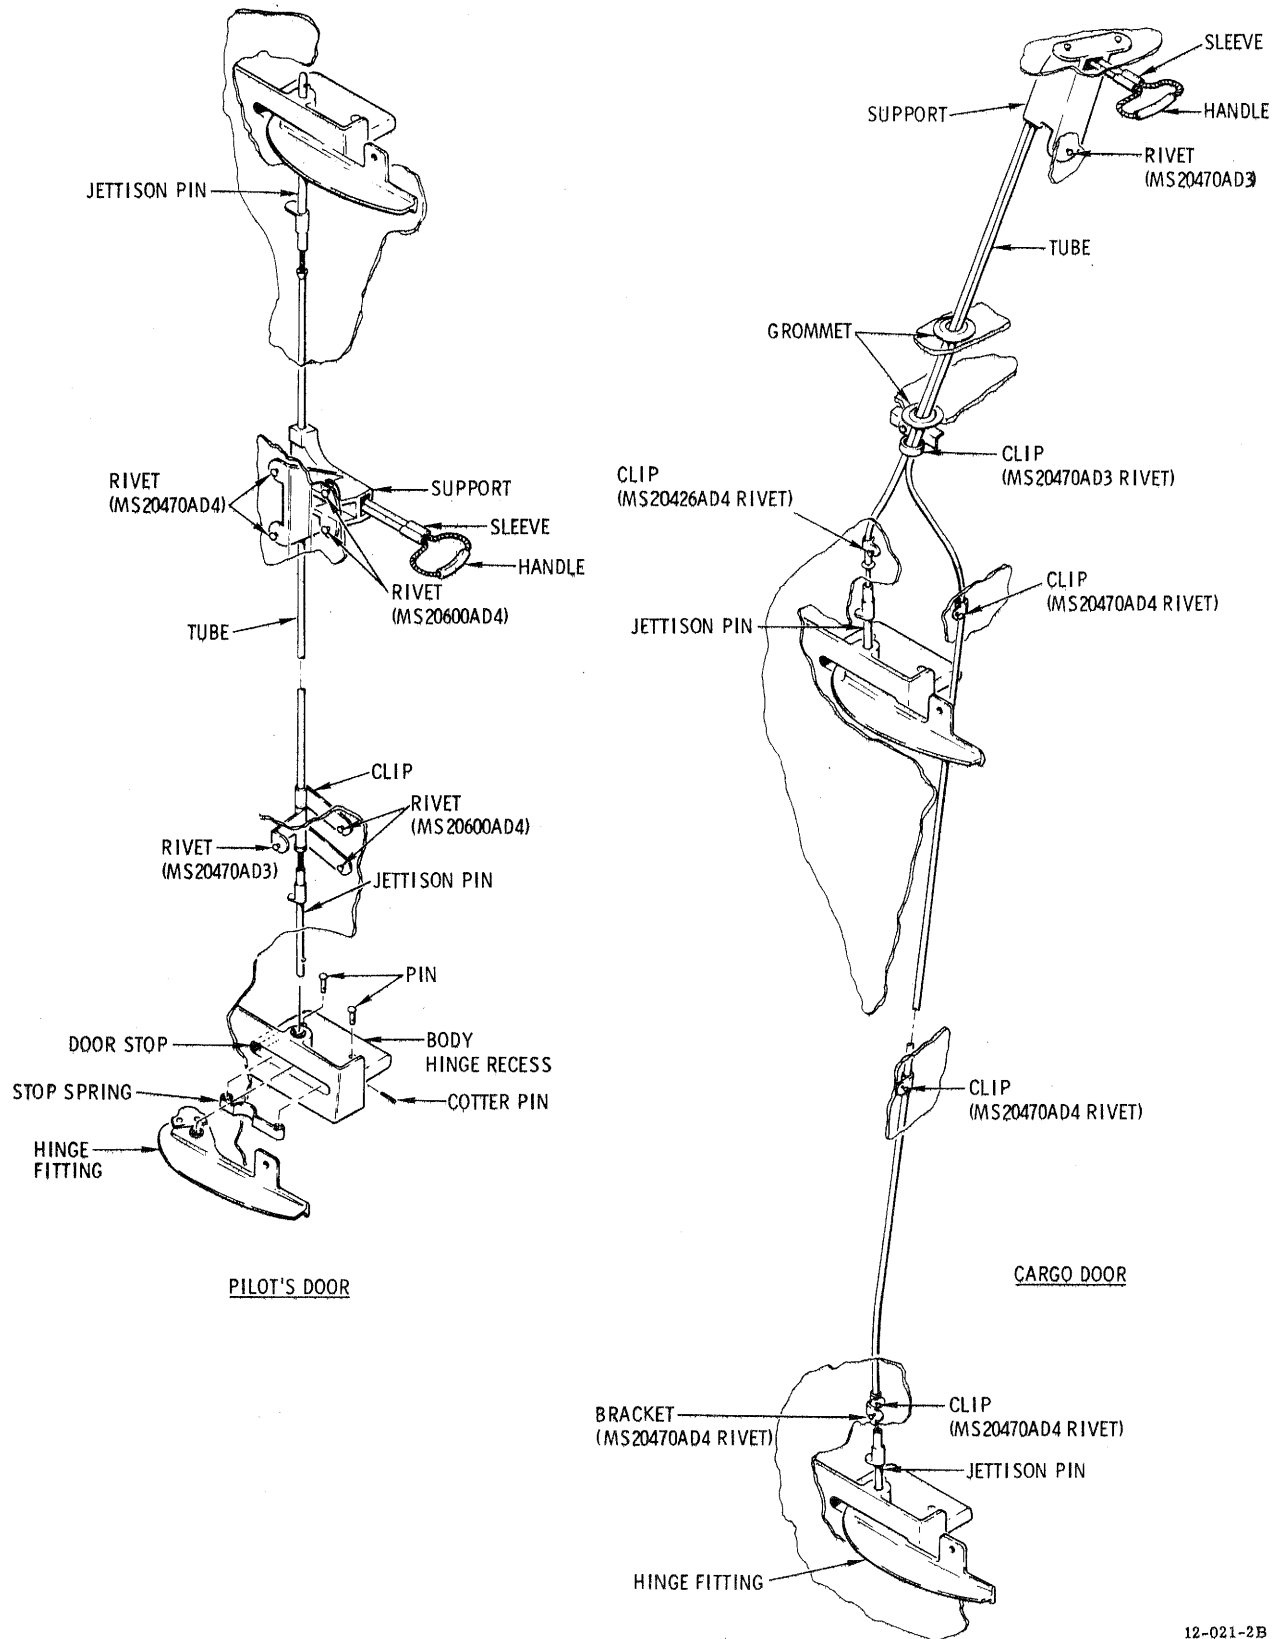 JETTISON PIN
RIVET
(MS20470AD4)
SUPPORT
SLEEVE
HANDLE
RIVET
(MS20600AD4)
TUBE
CLIP
RIVET
(MS20600AD4)
RIVET
(MS20470AD3)
JETTISON PIN
PIN
DOOR STOP
BODY
HINGE RECESS
STOP SPRING
COTTER PIN
HINGE
FITTING
PILOT'S DOOR
SLEEVE
SUPPORT
HANDLE
RIVET
(MS20470AD3)
TUBE
GROMMET
CLIP
(MS20470AD3 RIVET)
CLIP
(MS20426AD4 RIVET)
CLIP
(MS20470AD4 RIVET)
JETTISON PIN
CLIP
(MS20470AD4 RIVET)
CARGO DOOR
CLIP
(MS20470AD4 RIVET)
BRACKET
(MS20470AD4 RIVET)
JETTISON PIN
HINGE FITTING
12-021-2B